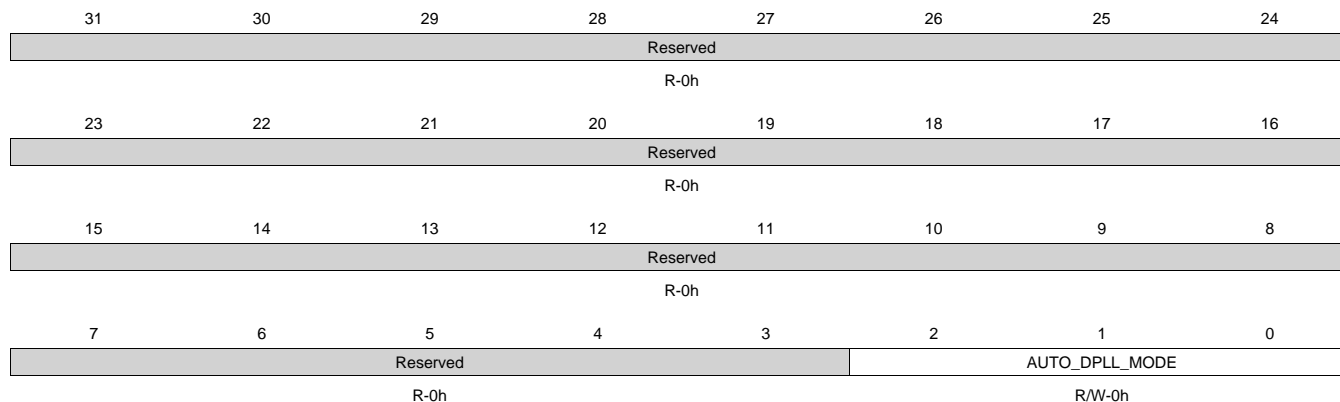 31 30 29 28 27 26 25 24
Reserved
R-0h
23 22 21 20 19 18 17 16
Reserved
R-0h
15 14 13 12 11 10 9 8
Reserved
R-0h
7 6 5 4 3 2 1 0
Reserved AUTO_DPLL_MODE
R-0h R/W-0h